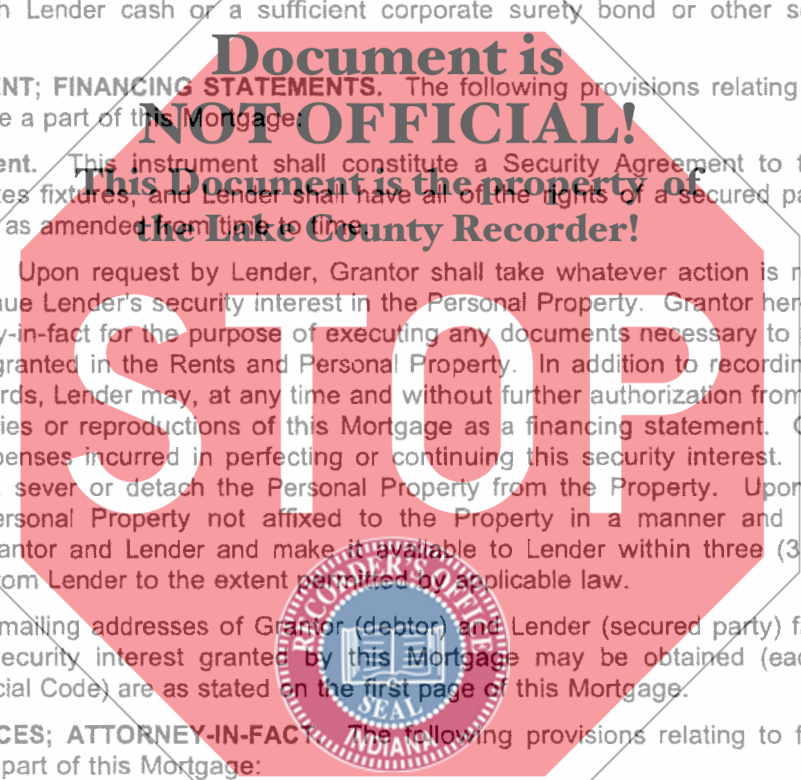 Lender cash or a sufficient corporate surety bond or other
Document is
NT; FINANCING STATEMENTS. The following provisions relating
NOT OFFICIAL!
e a part of this Mortgage:
ent. This instrument shall constitute a Security Agreement to
This Document is the property of
es fixtures, and Lender shall have all of the rights of a secured
as amended from time to time.
the Lake County Recorder!
Upon request by Lender, Grantor shall take whatever action is
ue Lender's security interest in the Personal Property. Grantor
y-in-fact for the purpose of executing any documents necessary to
granted in the Rents and Personal Property. In addition to
rds, Lender may, at any time and without further authorization from
ies or reproductions of this Mortgage as a financing statement.
STOP
penses incurred in perfecting or continuing this security interest.
sever or detach the Personal Property from the Property. Upon
ersonal Property not affixed to the Property in a manner and
antor and Lender and make it available to Lender within three (3
om Lender to the extent permitted by applicable law.
mailing addresses of Grantor (debtor) and Lender (secured party)
ecurity interest granted by this Mortgage may be obtained
cial Code) are as stated on the first page of this Mortgage.
RECORDER'S OFFICE
SEAL
INDIANA
CES; ATTORNEY-IN-FACT. The following provisions relating to
part of this Mortgage: